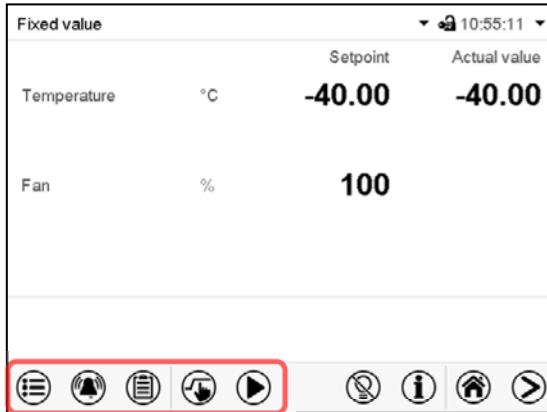 Fixed value 10:55:11
Setpoint Actual value
Temperature °C -40.00 -40.00
Fan % 100